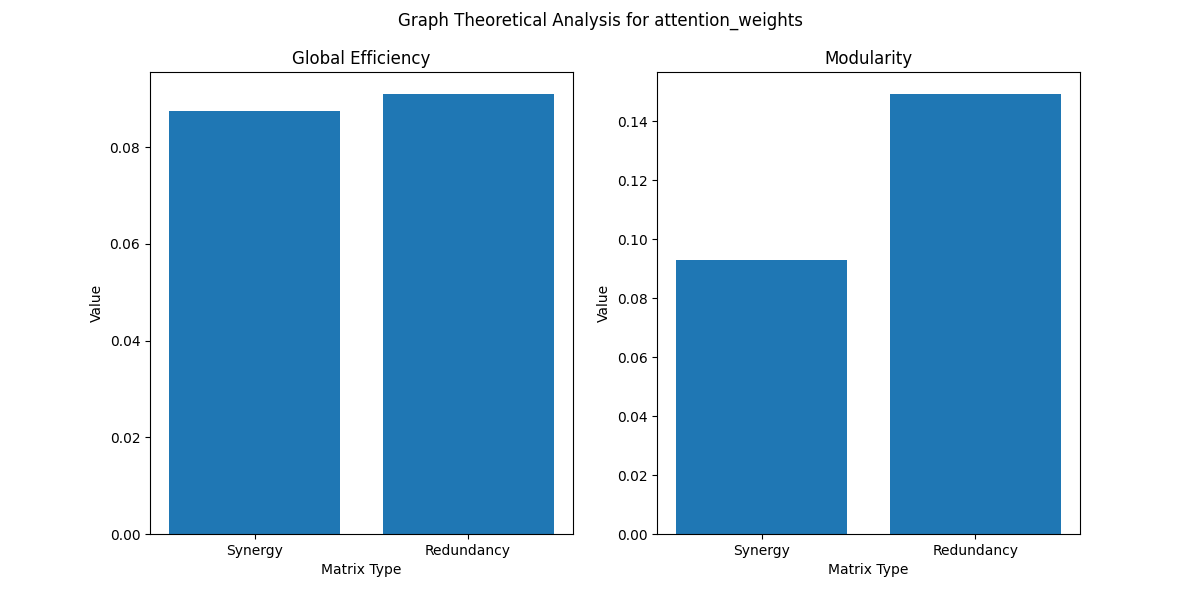 Graph Theoretical Analysis for attention_weights
Global Efficiency
Value
0.08
0.06
0.04
0.02
0.00
Synergy Redundancy
Matrix Type
Modularity
Value
0.14
0.12
0.10
0.08
0.06
0.04
0.02
0.00
Synergy Redundancy
Matrix Type